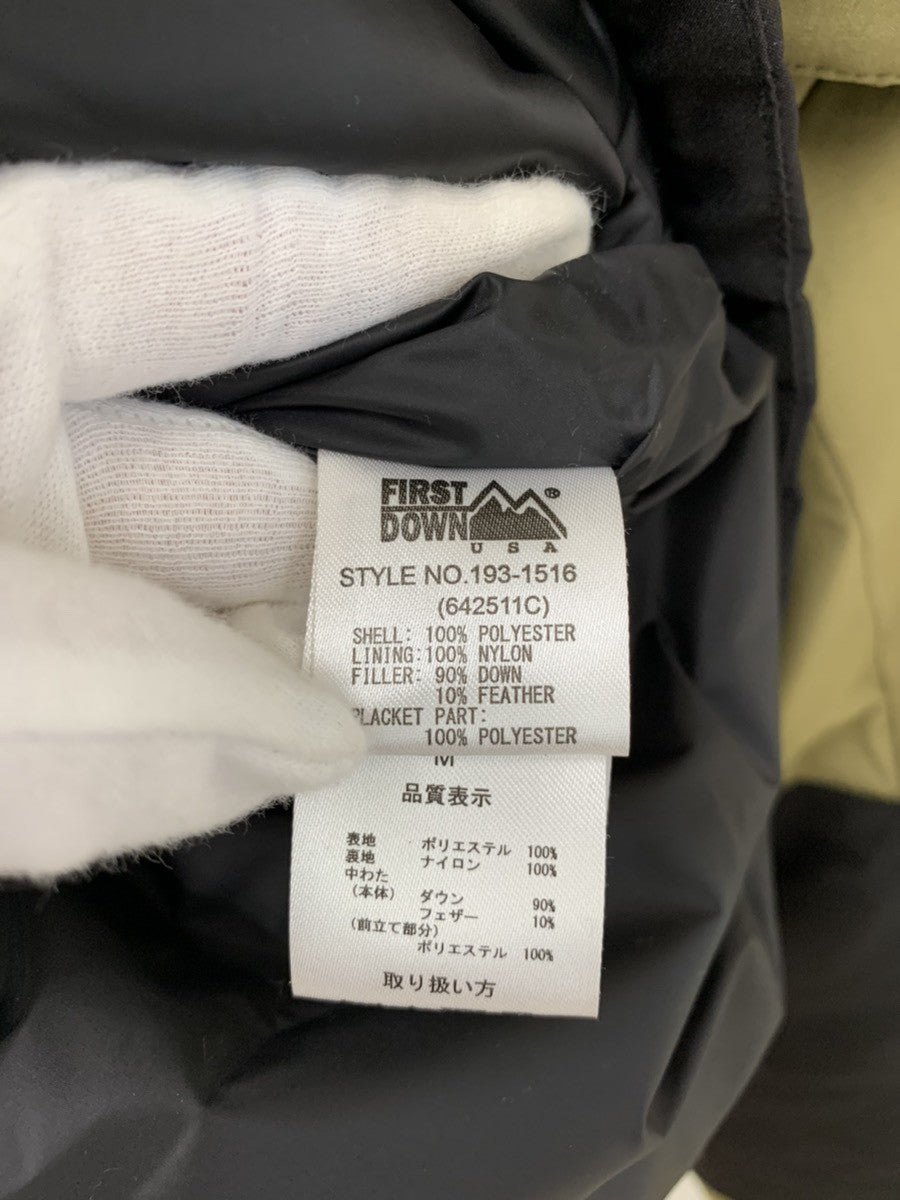 FIRST
DOWN®
USA
STYLE NO.193-1516
(642511C)
SHELL: 100% POLYESTER
LINING:100% NYLON
FILLER: 90% DOWN
10% FEATHER
LACKET PART:
100% POLYESTER
M
品質表示
表地 ポリエステル 100%
裏地 ナイロン 100%
中わた
(本体) ダウン 90%
フェザー 10%
(前立て部分)
ポリエステル 100%
取り扱い方